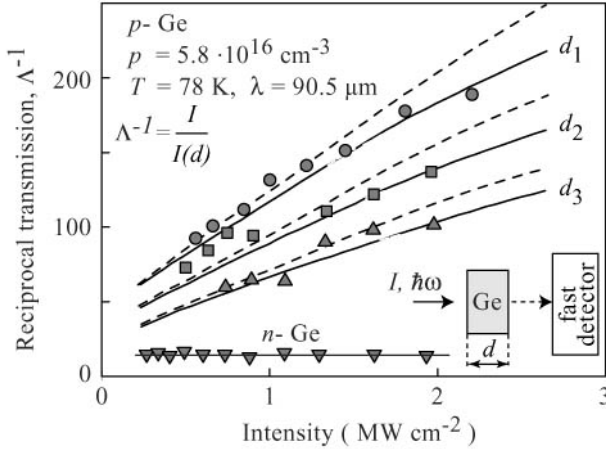 p- Ge
p = 5.8 ·10¹⁶ cm⁻³
T = 78 K, λ = 90.5 μm
Λ⁻¹ = I / I(d)
d₁
d₂
d₃
I, ħω
Ge
d
fast detector
n- Ge
200
100
0
0
1
2
3
Reciprocal transmission, Λ⁻¹
Intensity ( MW cm⁻²)